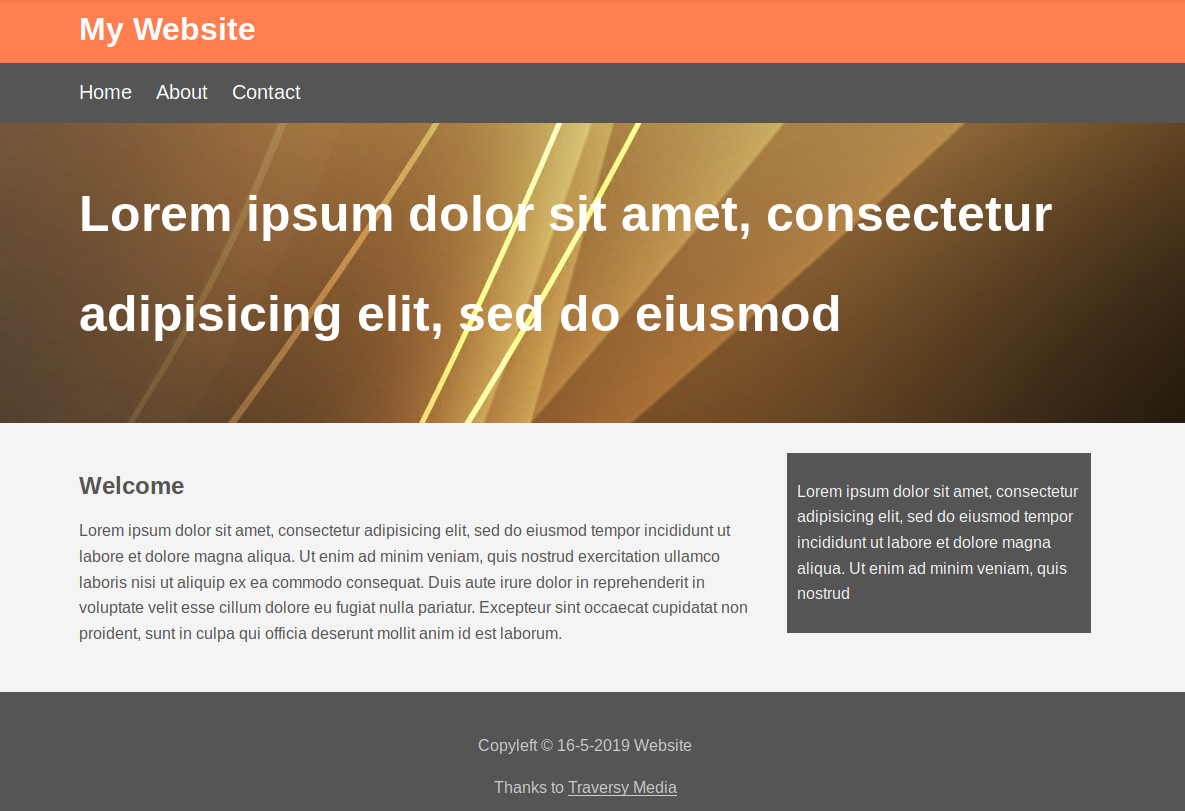 My Website
Home About Contact
Lorem ipsum dolor sit amet, consectetur
adipisicing elit, sed do eiusmod
Welcome
Lorem ipsum dolor sit amet, consectetur adipisicing elit, sed do eiusmod tempor incididunt ut
labore et dolore magna aliqua. Ut enim ad minim veniam, quis nostrud exercitation ullamco
laboris nisi ut aliquip ex ea commodo consequat. Duis aute irure dolor in reprehenderit in
voluptate velit esse cillum dolore eu fugiat nulla pariatur. Excepteur sint occaecat cupidatat non
proident, sunt in culpa qui officia deserunt mollit anim id est laborum.
Lorem ipsum dolor sit amet, consectetur
adipisicing elit, sed do eiusmod tempor
incididunt ut labore et dolore magna
aliqua. Ut enim ad minim veniam, quis
nostrud
Copyleft © 16-5-2019 Website
Thanks to Traversy Media